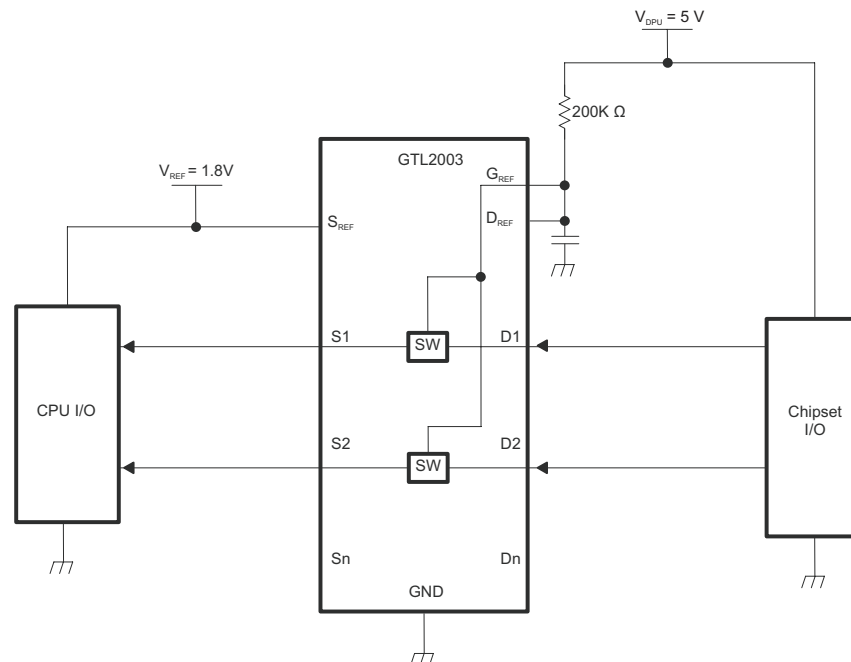 V_DPU = 5 V
200K Ω
GTL2003
V_REF = 1.8V
G_REF
D_REF
S_REF
S1
SW
D1
CPU I/O
Chipset
I/O
S2
SW
D2
Sn
Dn
GND